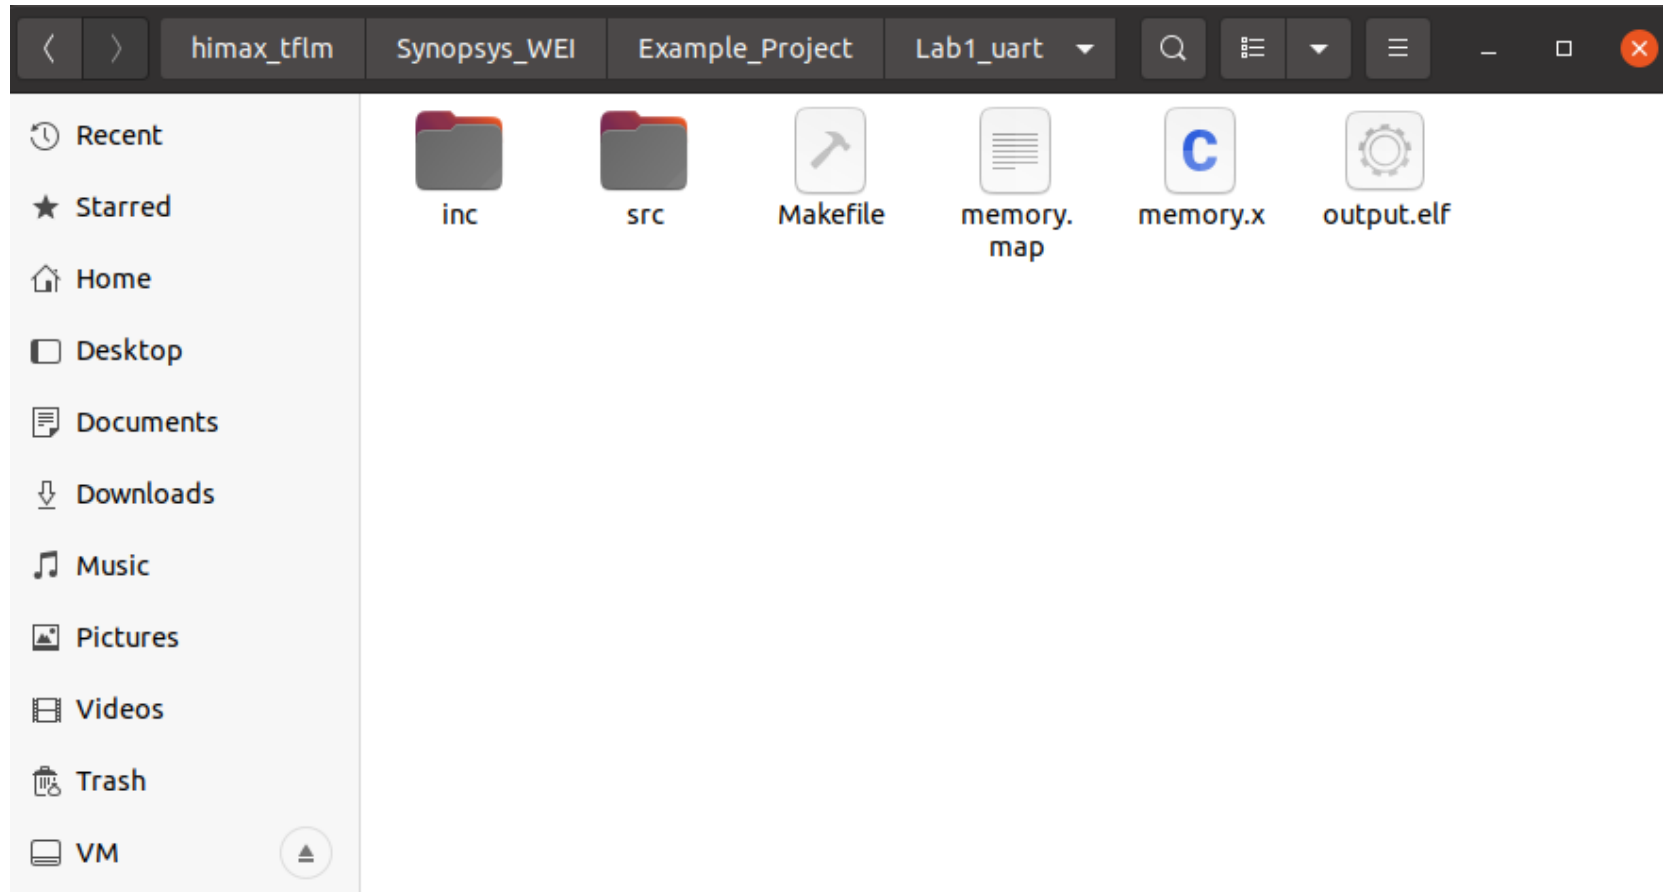 himax_tflm Synopsys_WEI Example_Project Lab1_uart
Recent
Starred
Home
Desktop
Documents
Downloads
Music
Pictures
Videos
Trash
VM
inc src Makefile memory. memory.x output.elf
map
C